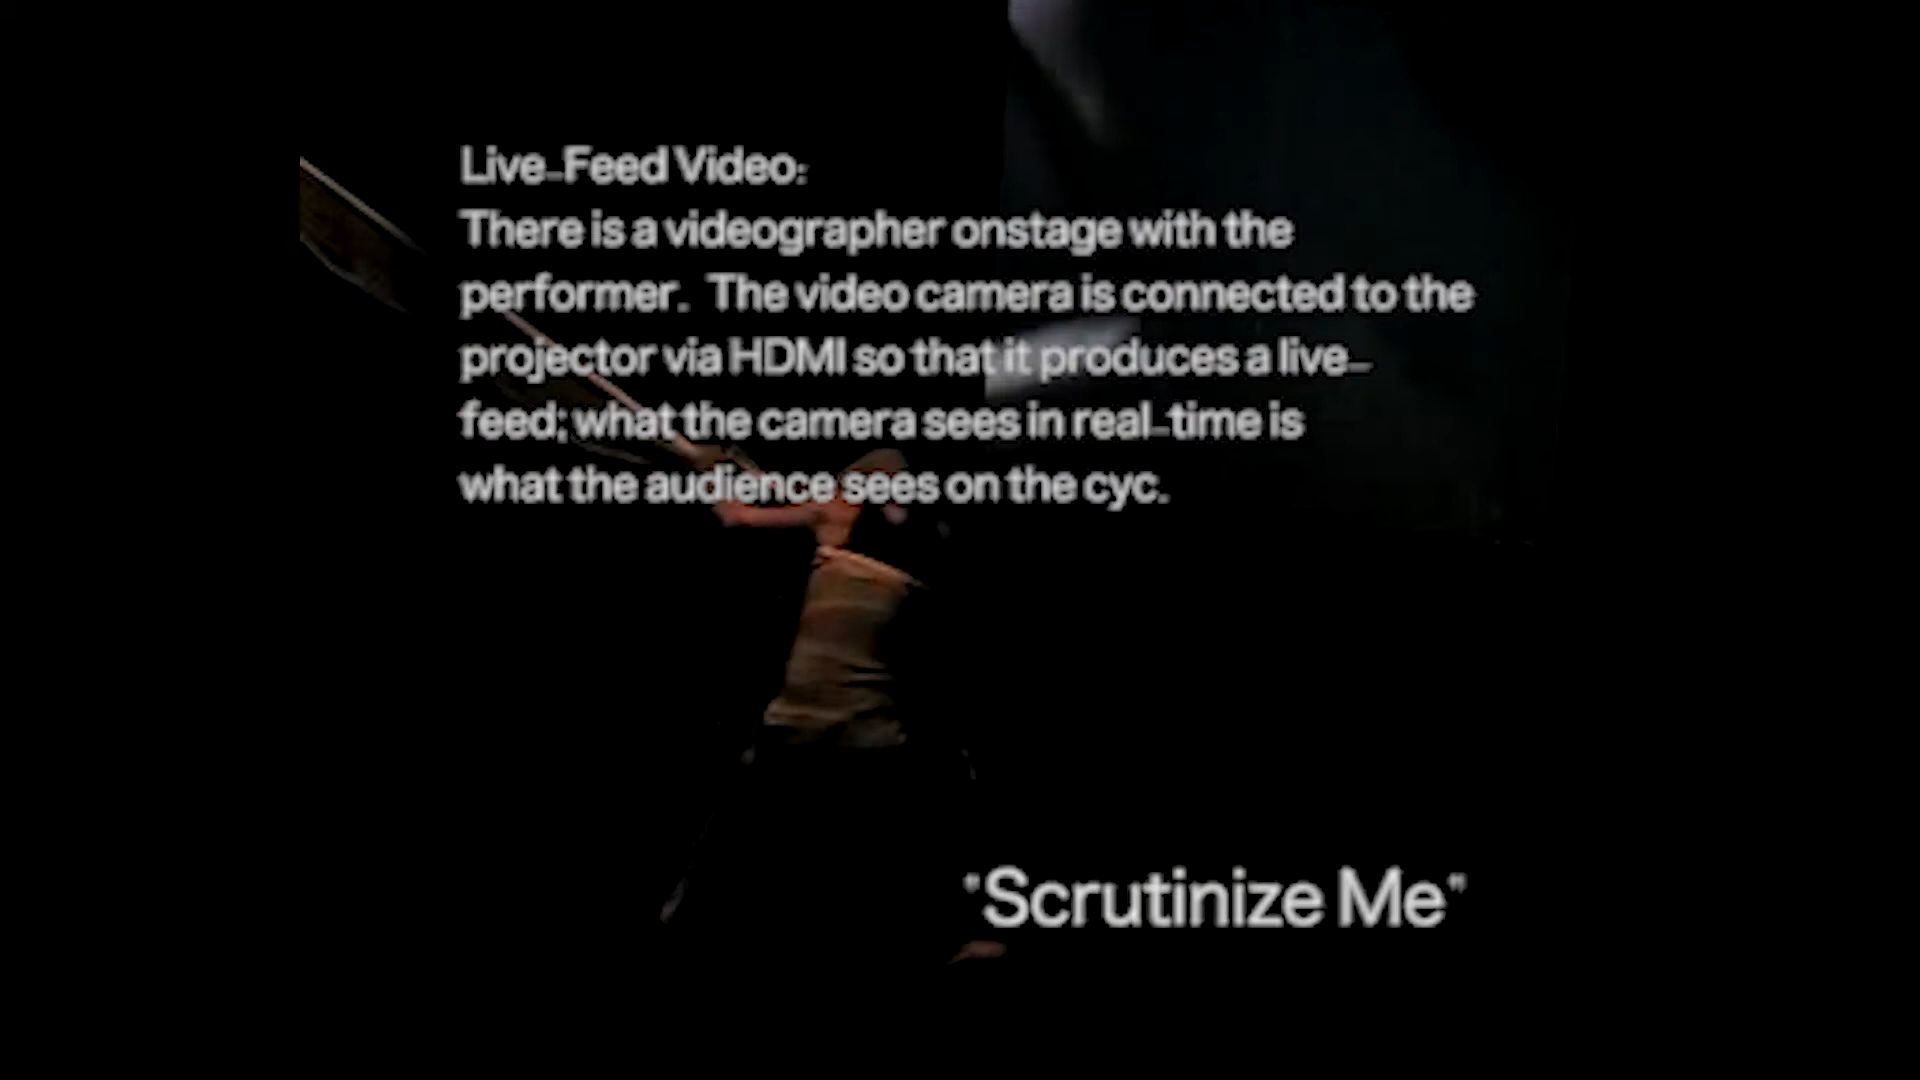 Live-Feed Video:
There is a videographer onstage with the
performer.  The video camera is connected to the
projector via HDMI so that it produces a live-
feed; what the camera sees in real-time is
what the audience sees on the cyc.
"Scrutinize Me"